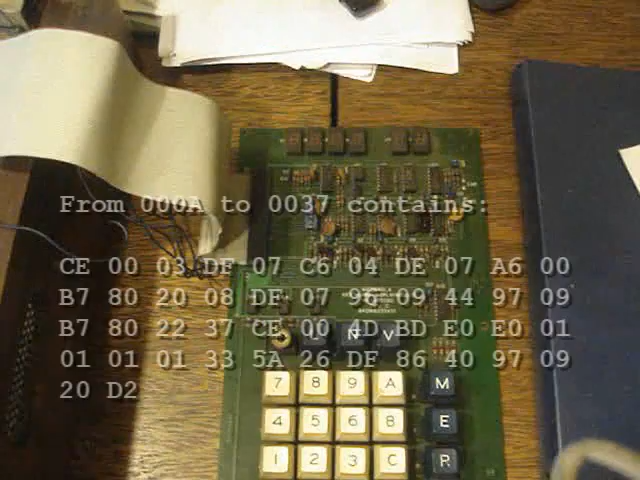 From 000A to 0037 contains:
CE 00 03 DF 07 C6 04 DE 07 A6 00
B7 80 20 08 DF 07 96 09 44 97 09
B7 80 22 37 CE 00 4D BD E0 E0 01
01 01 01 33 5A 26 DF 86 40 97 09
20 D2
L N V
7 8 9 A M
4 5 6 B E
1 2 3 C R